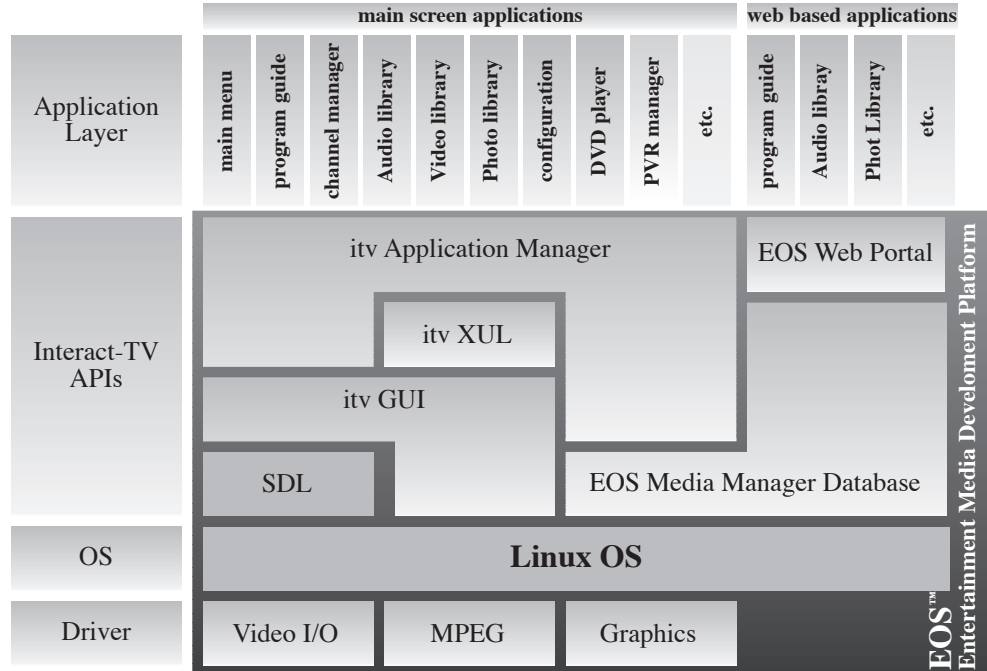 main screen applications
web based applications
Application
Layer
main menu
program guide
channel manager
Audio library
Video library
Photo library
configuration
DVD player
PVR manager
etc.
program guide
Audio libray
Phot Library
etc.
Interact-TV
APIs
itv Application Manager
EOS Web Portal
itv XUL
itv GUI
SDL
EOS Media Manager Database
OS
Linux OS
Driver
Video I/O
MPEG
Graphics
EOS™
Entertainment Media Develoment Platform